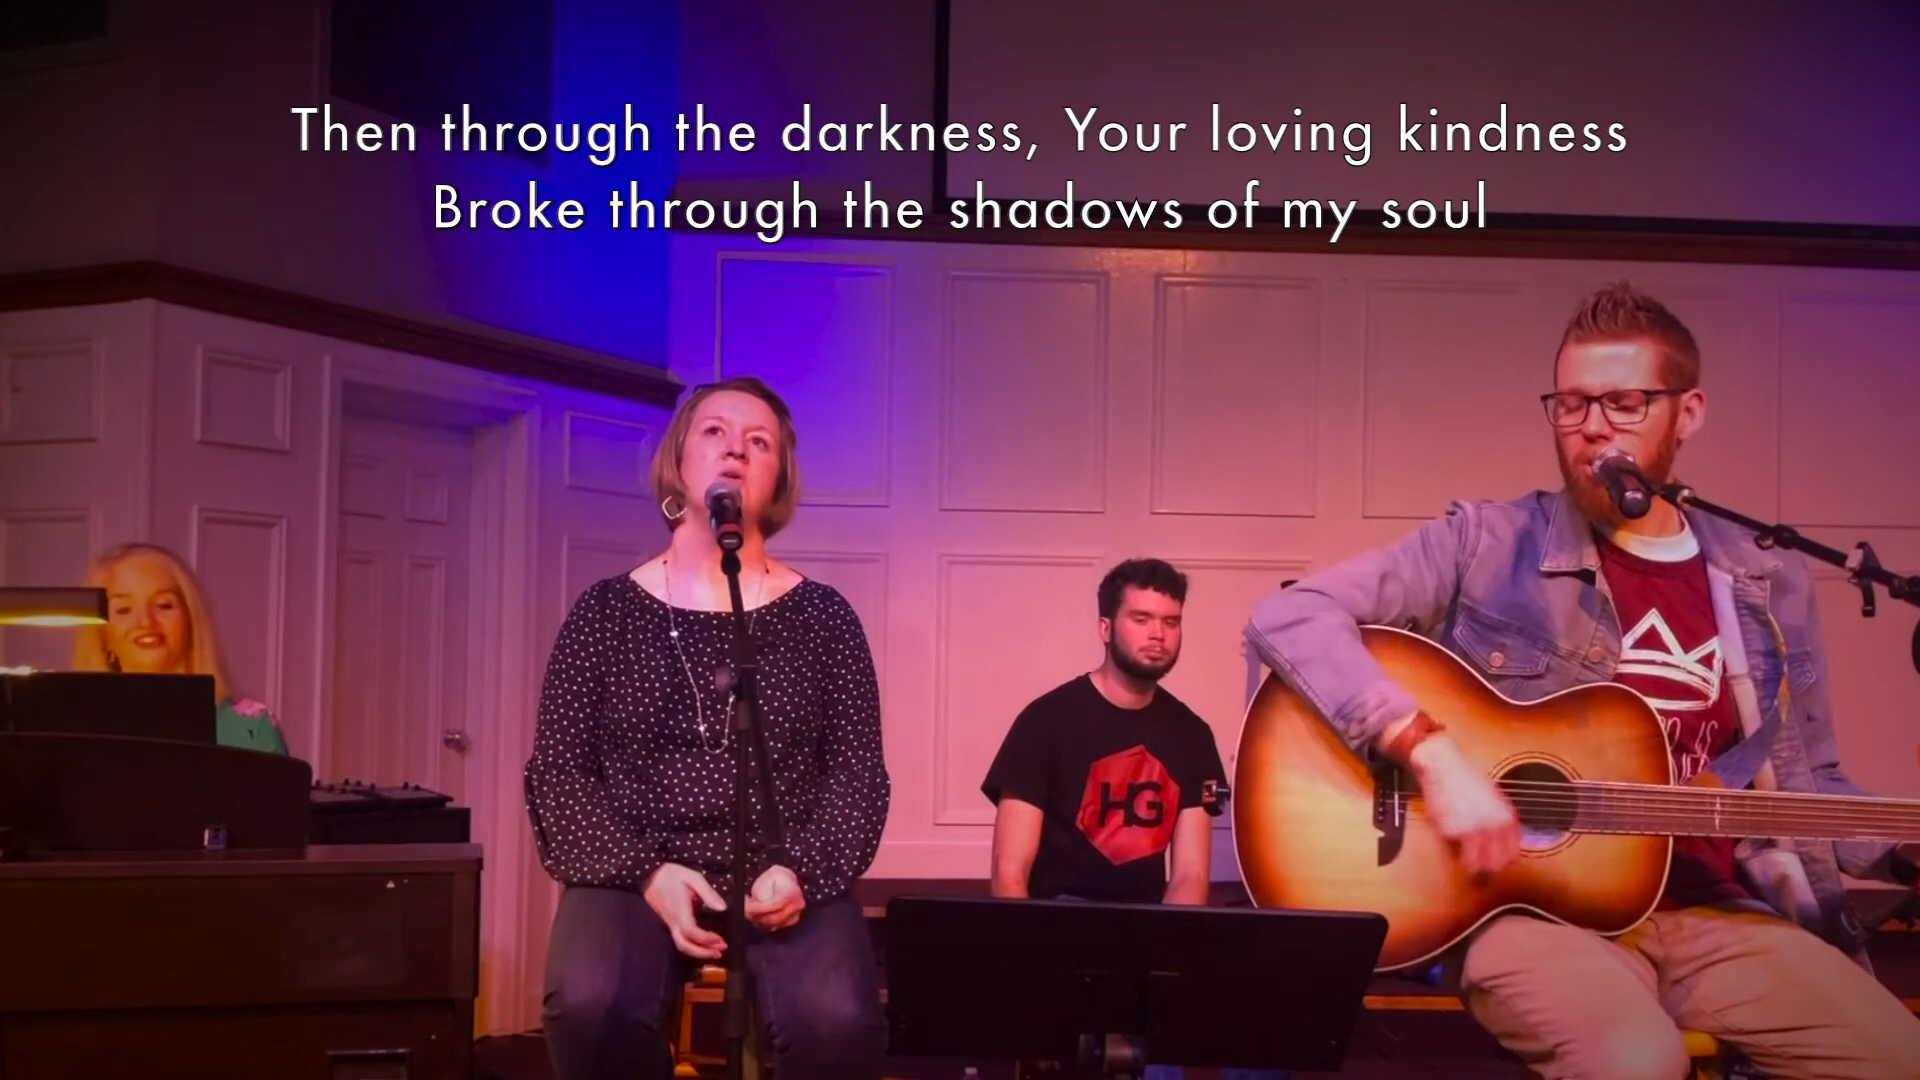 Then through the darkness, Your loving kindness
Broke through the shadows of my soul
HG